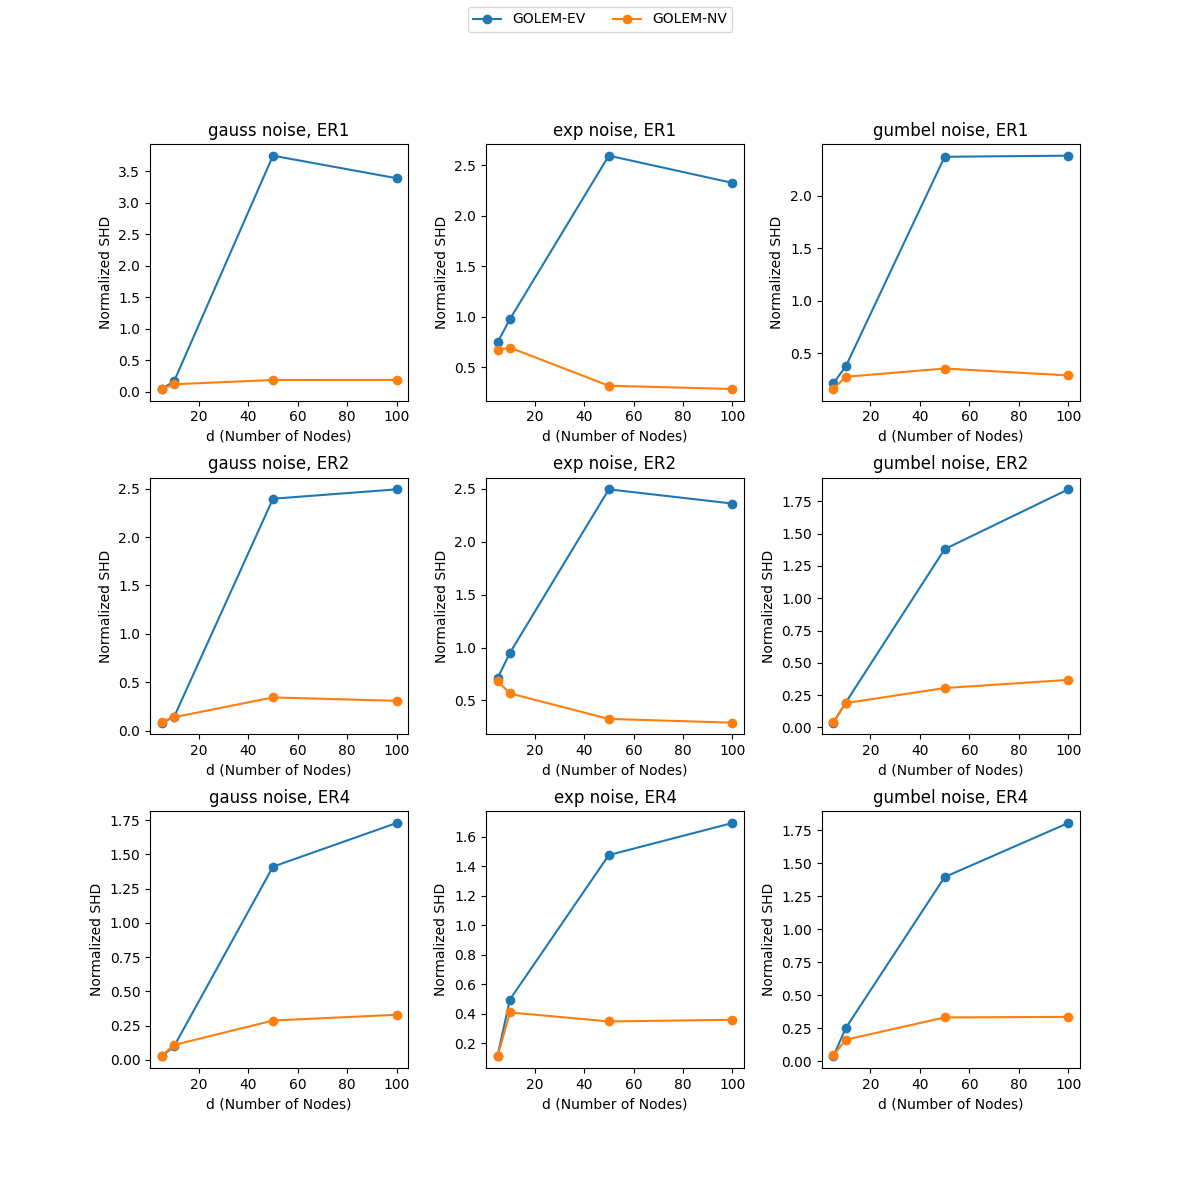 GOLEM-EV GOLEM-NV
gauss noise, ER1
Normalized SHD
3.5
3.0
2.5
2.0
1.5
1.0
0.5
0.0
20 40 60 80 100
d (Number of Nodes)
exp noise, ER1
Normalized SHD
2.5
2.0
1.5
1.0
0.5
20 40 60 80 100
d (Number of Nodes)
gumbel noise, ER1
Normalized SHD
2.0
1.5
1.0
0.5
20 40 60 80 100
d (Number of Nodes)
gauss noise, ER2
Normalized SHD
2.5
2.0
1.5
1.0
0.5
0.0
20 40 60 80 100
d (Number of Nodes)
exp noise, ER2
Normalized SHD
2.5
2.0
1.5
1.0
0.5
20 40 60 80 100
d (Number of Nodes)
gumbel noise, ER2
Normalized SHD
1.75
1.50
1.25
1.00
0.75
0.50
0.25
0.00
20 40 60 80 100
d (Number of Nodes)
gauss noise, ER4
Normalized SHD
1.75
1.50
1.25
1.00
0.75
0.50
0.25
0.00
20 40 60 80 100
d (Number of Nodes)
exp noise, ER4
Normalized SHD
1.6
1.4
1.2
1.0
0.8
0.6
0.4
0.2
20 40 60 80 100
d (Number of Nodes)
gumbel noise, ER4
Normalized SHD
1.75
1.50
1.25
1.00
0.75
0.50
0.25
0.00
20 40 60 80 100
d (Number of Nodes)